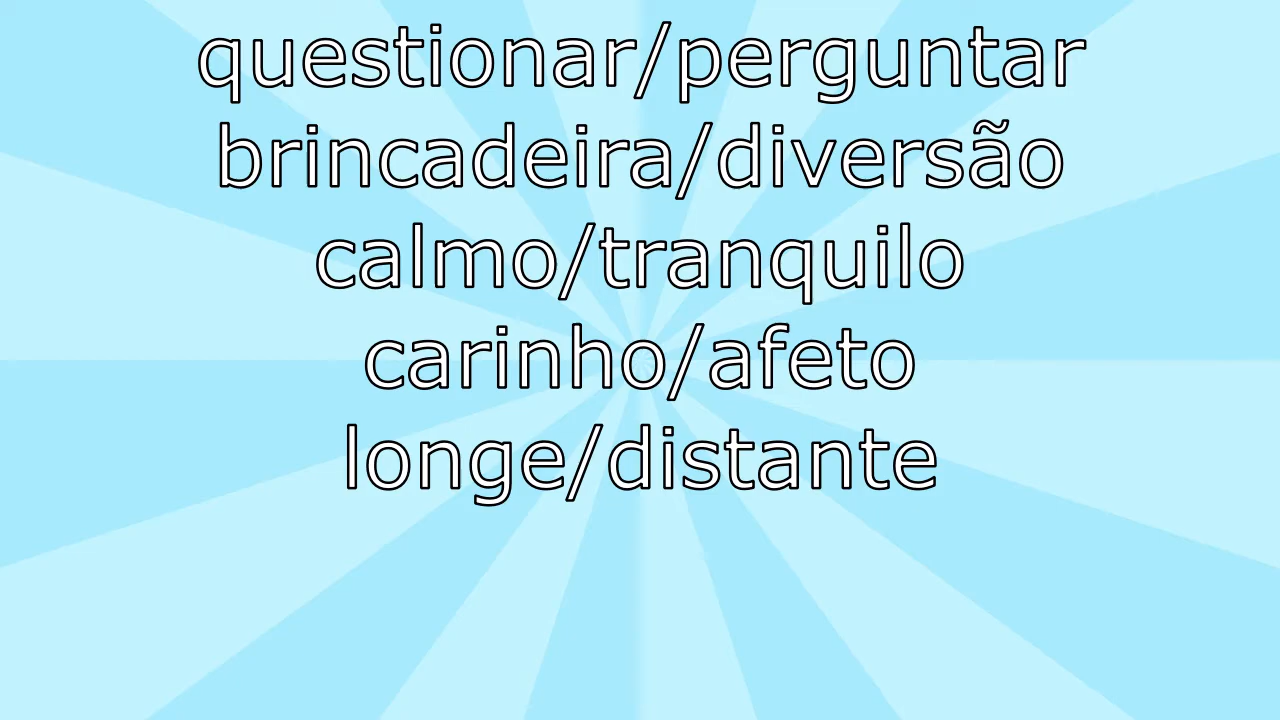 questionar/perguntar
brincadeira/diversão
calmo/tranquilo
carinho/afeto
longe/distante